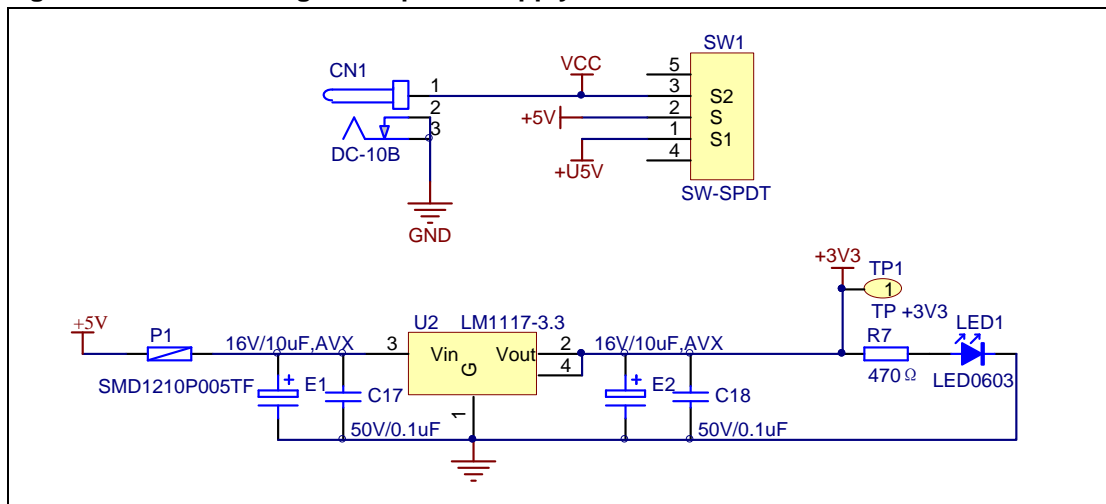 SW1
VCC
CN1
5
1
3
S2
2
+5V
2
S
3
1
S1
DC-10B
+U5V
4
SW-SPDT
GND
+3V3
TP1
1
+5V
P1
U2
LM1117-3.3
TP +3V3
R7
LED1
16V/10uF,AVX
3
Vin
Vout
2
16V/10uF,AVX
G
4
SMD1210P005TF
+
E1
C17
+
E2
C18
470Ω
LED0603
1
50V/0.1uF
50V/0.1uF